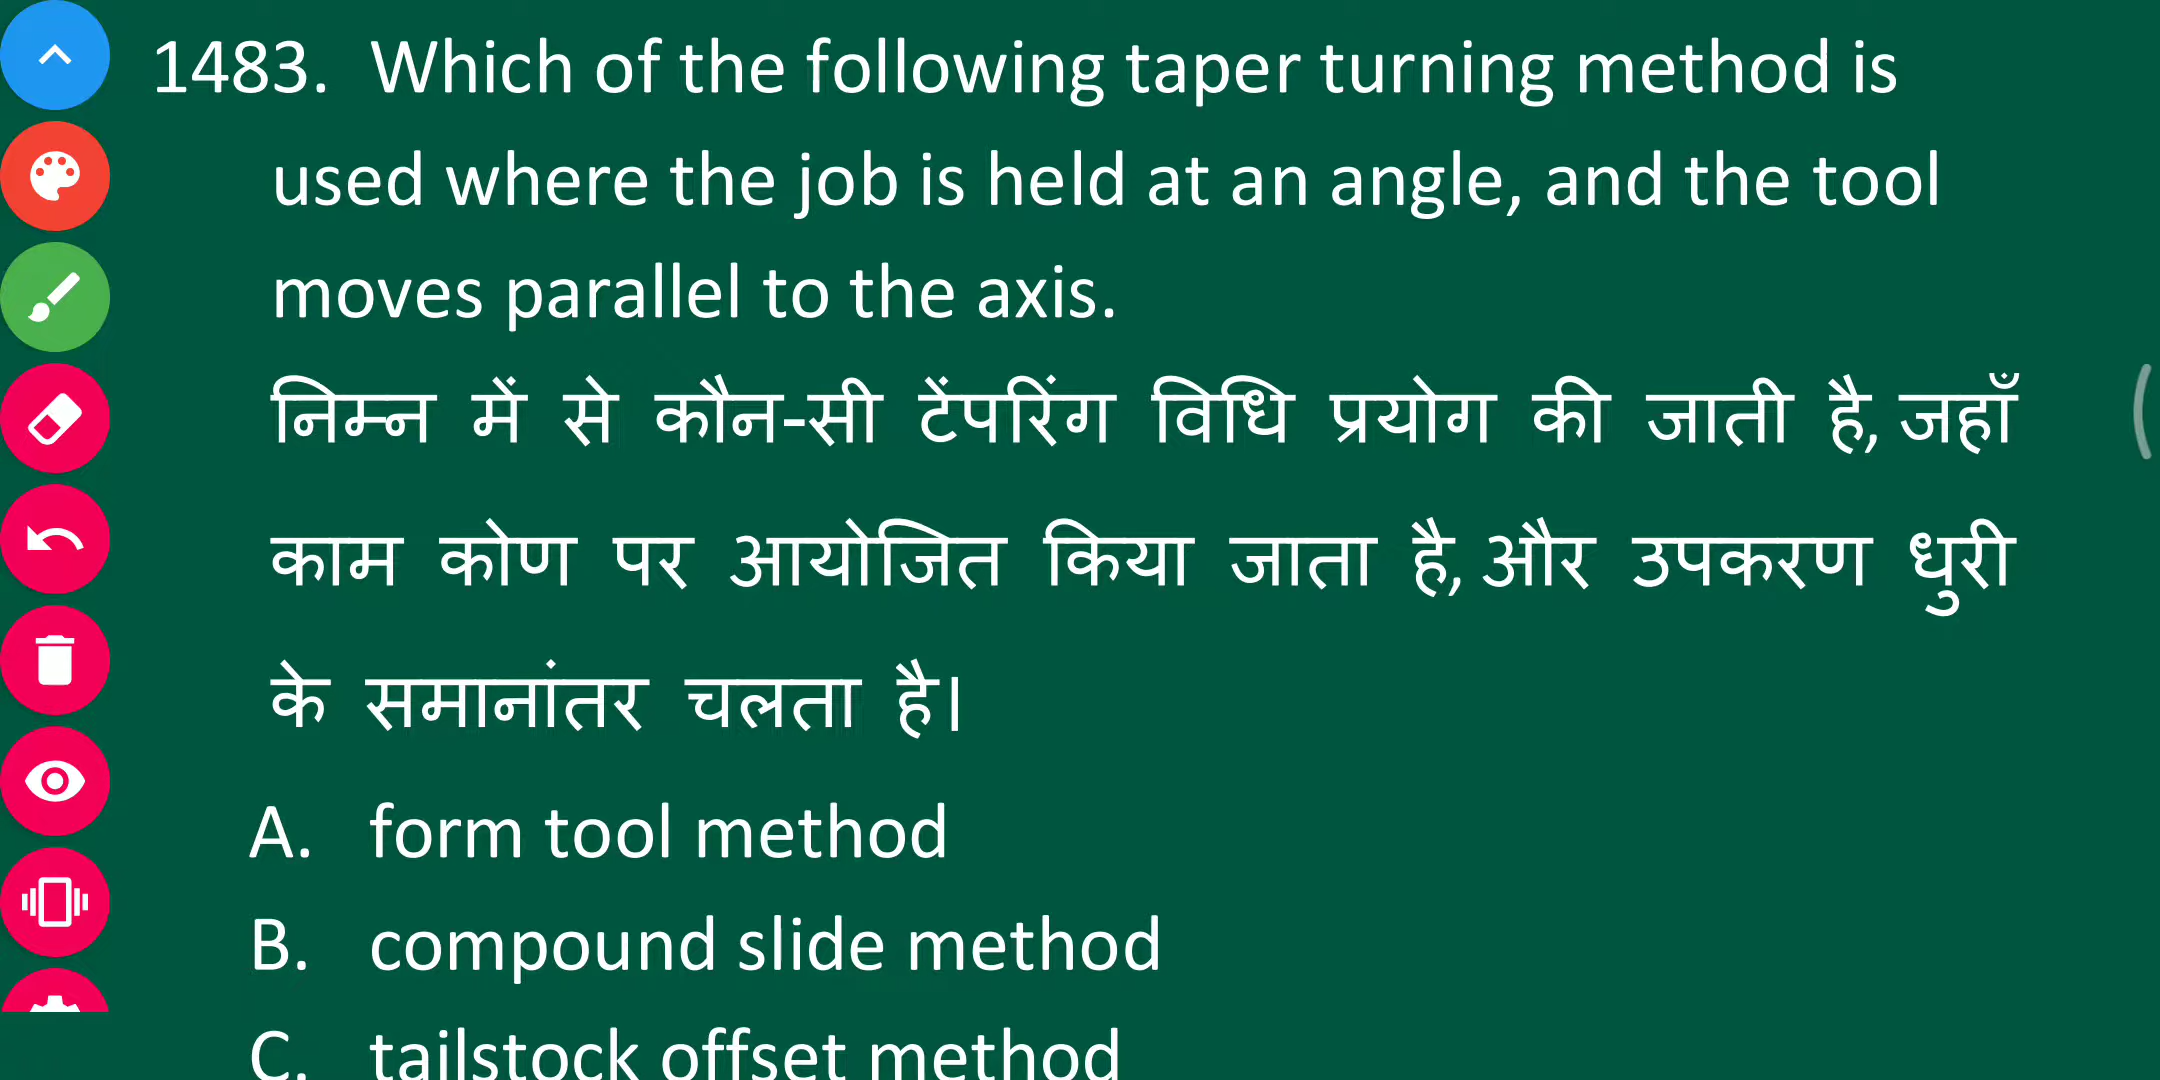 1483. Which of the following taper turning method is
used where the job is held at an angle, and the tool
moves parallel to the axis.
निम्न में से कौन-सी टेंपरिंग विधि प्रयोग की जाती है, जहाँ
काम कोण पर आयोजित किया जाता है, और उपकरण धुरी
के समानांतर चलता है।
A. form tool method
B. compound slide method
C. tailstock offset method